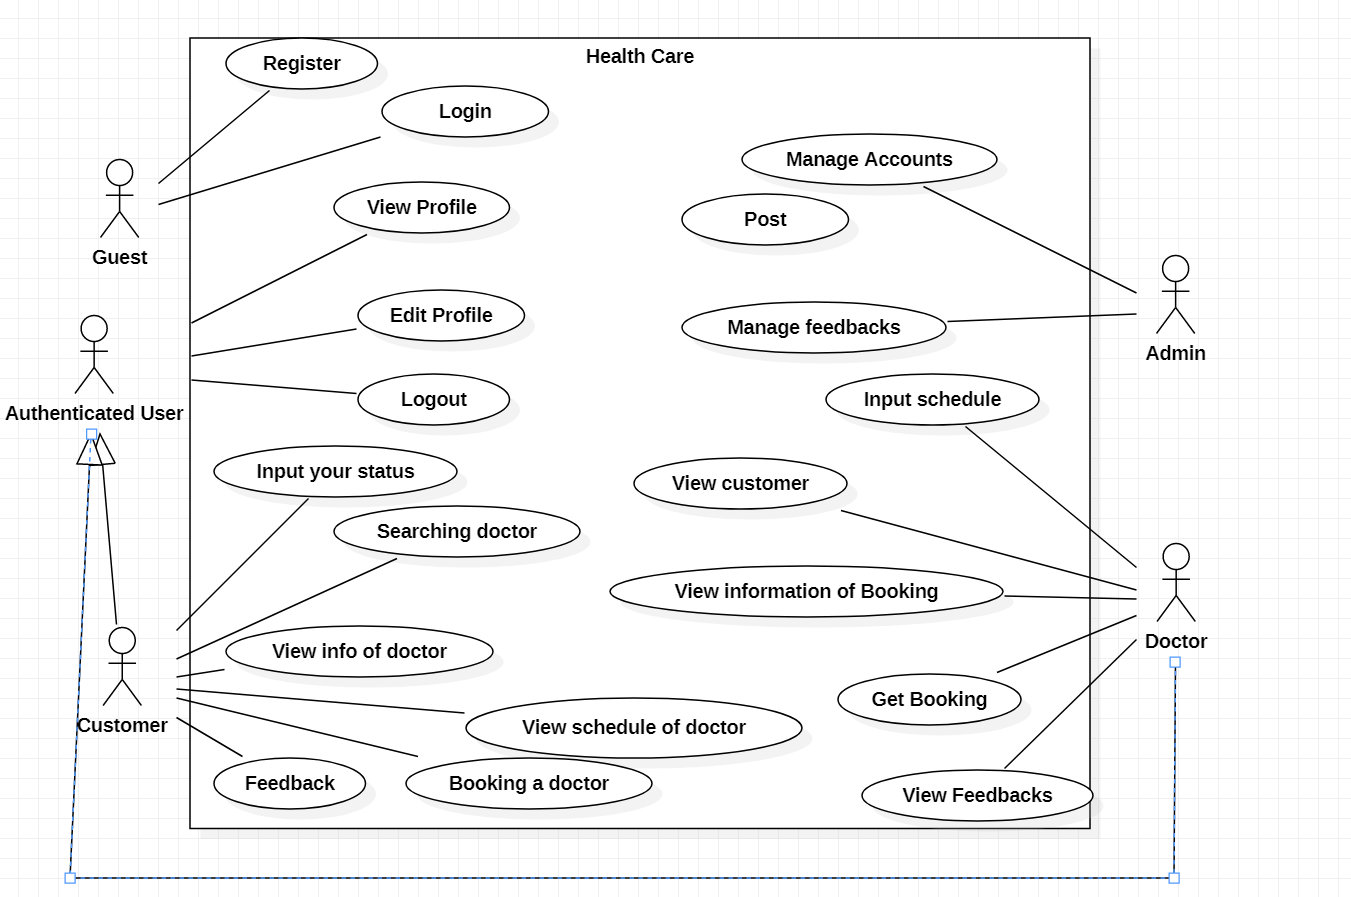 Health Care
Register
Login
Manage Accounts
View Profile
Post
Guest
Edit Profile
Manage feedbacks
Admin
Logout
Input schedule
Authenticated User
Input your status
View customer
Searching doctor
View information of Booking
Doctor
View info of doctor
Get Booking
Customer
View schedule of doctor
Feedback
Booking a doctor
View Feedbacks